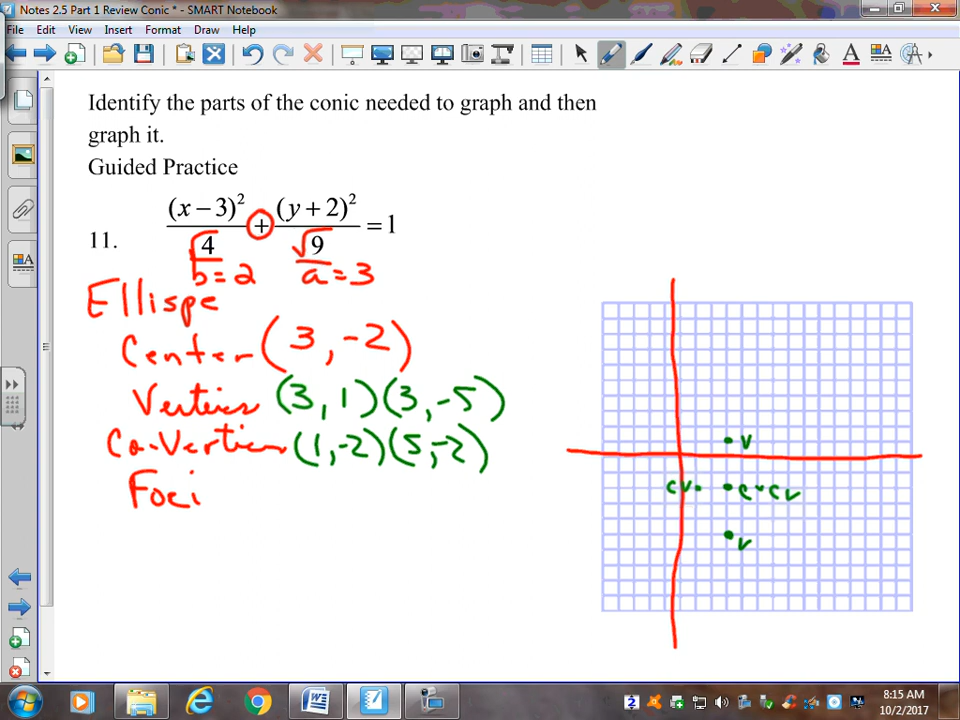 Notes 2.5 Part 1 Review Conic * - SMART Notebook
File Edit View Insert Format Draw Help
Identify the parts of the conic needed to graph and then
graph it.
Guided Practice
11. (x − 3)²/√4 + (y + 2)²/√9 = 1
b = 2 a = 3
Ellispe
Center (3, -2)
Vertices (3, 1) (3, -5)
Co-Vertices (1, -2) (5, -2)
Foci
V
CV C CV
V
8:15 AM
10/2/2017